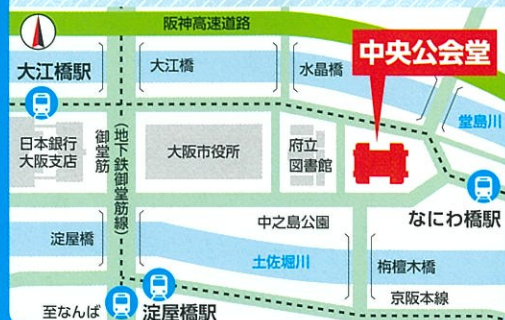 阪神高速道路
中央公会堂
大江橋駅
大江橋
水晶橋
堂島川
日本銀行
大阪支店
御堂筋
(地下鉄御堂筋線)
大阪市役所
府立
図書館
なにわ橋駅
中之島公園
淀屋橋
土佐堀川
栴檀木橋
京阪本線
至なんば
淀屋橋駅